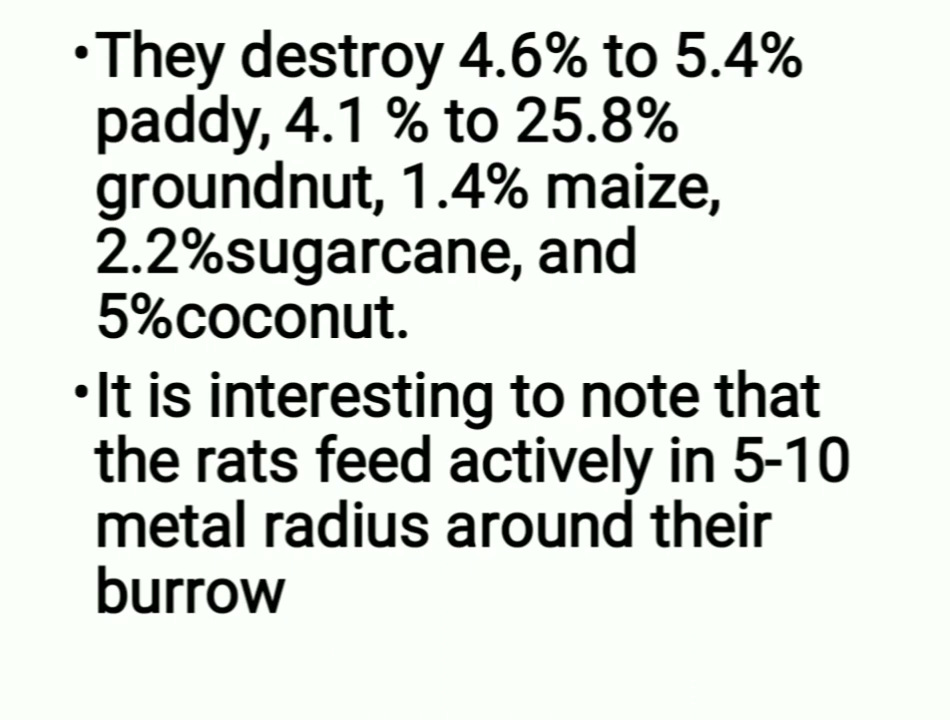 •They destroy 4.6% to 5.4%
paddy, 4.1 % to 25.8%
groundnut, 1.4% maize,
2.2%sugarcane, and
5%coconut.
•It is interesting to note that
the rats feed actively in 5-10
metal radius around their
burrow